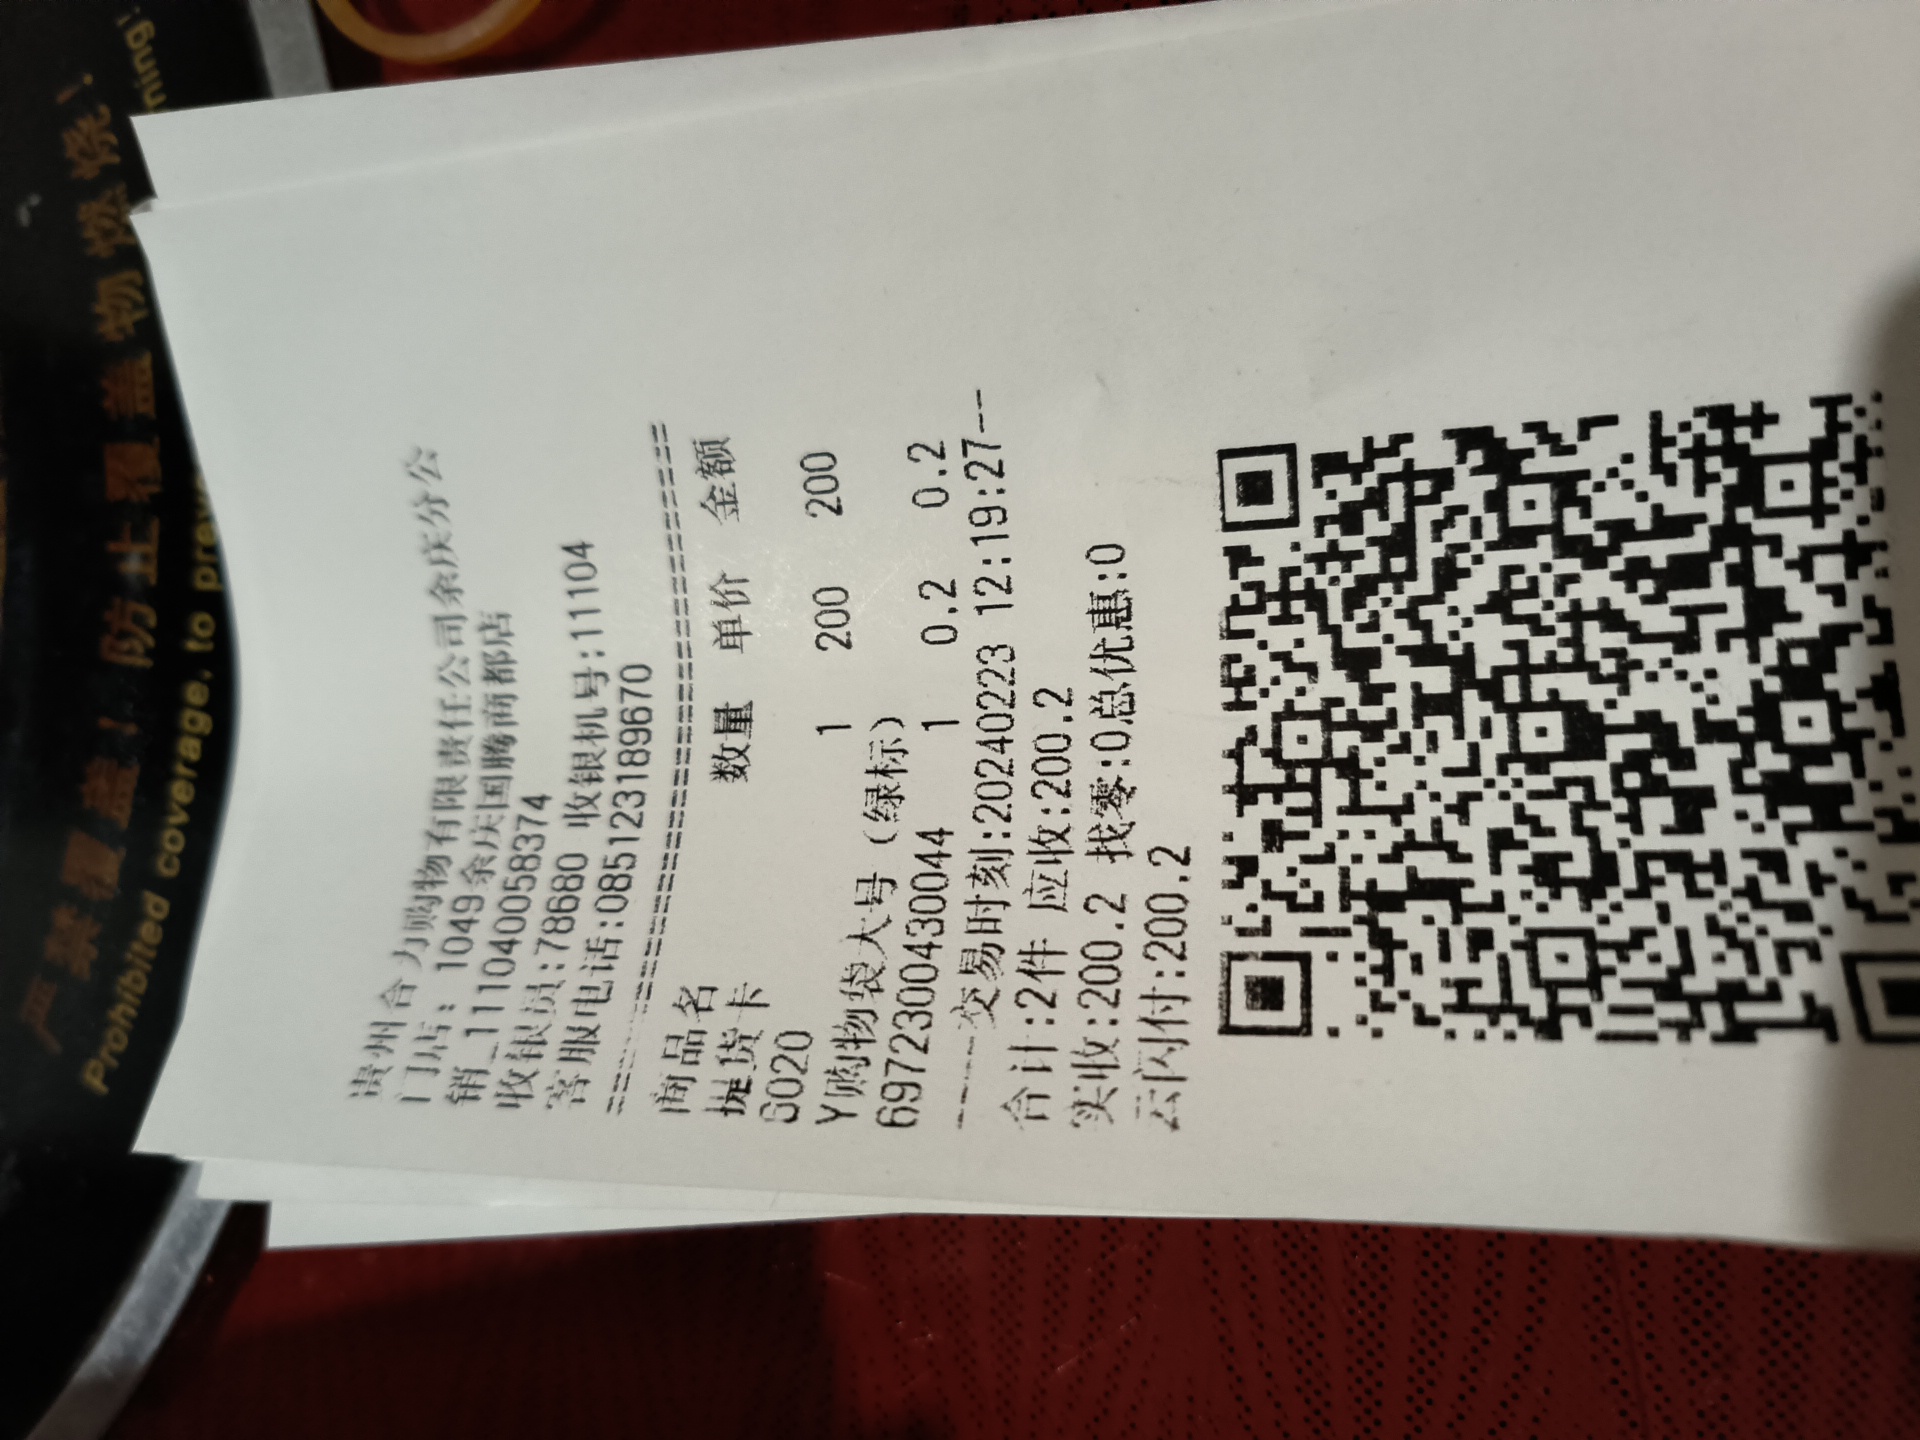 严禁覆盖！防止覆盖物燃烧！
Prohibited coverage, to
贵州合力购物有限责任公司余庆分公
门店: 1049余庆国腾商都店
销_111040058374
收银员:78680 收银机号:11104
客服电话:085123189670
商品名 数量 单价 金额
提货卡
6020 1 200 200
Y购物袋大号（绿标）
6972300430044 1 0.2 0.2
-----交易时刻:20240223 12:19:27---
合计:2件 应收:200.2
实收:200.2 找零:0总优惠:0
云闪付:200.2